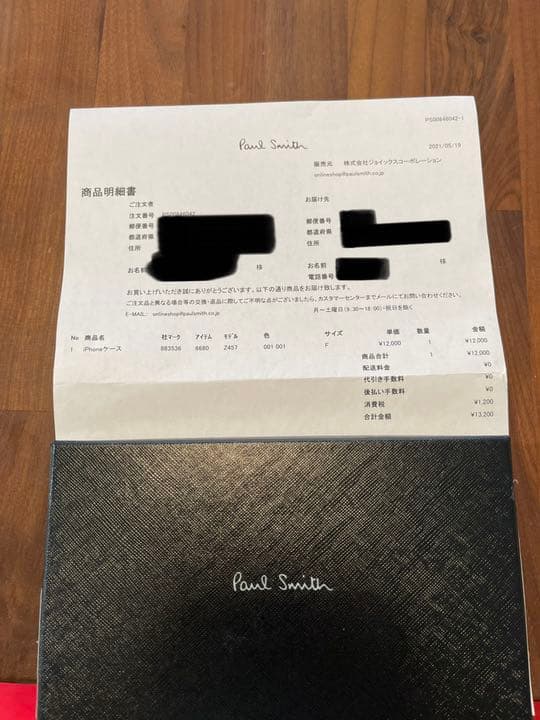 PS00646042-1
Paul Smith
2021/05/19
販売元 株式会社ジョイックスコーポレーション
onlineshop@paulsmith.co.jp
商品明細書
ご注文者
注文番号 PS00646042
郵便番号
都道府県
住所
お名前 様
お届け先
郵便番号
都道府県
住所
お名前 様
電話番号
お買い上げいただき誠にありがとうございます。以下の通り商品をお届け致します。
ご注文品と異なる場合等の交換・返品に際してご不明な点がございましたら、カスタマーセンターまでメールにてお問い合わせください。
E-MAIL: onlineshop@paulsmith.co.jp 月~土曜日(9:30~18:00)・祝日を除く
No 商品名 社マーク アイテム モデル 色 サイズ 単価 数量 金額
1 iPhoneケース 863536 6680 Z457 001 001 F ¥12,000 1 ¥12,000
商品合計 1 ¥12,000
配送料金 ¥0
代引き手数料 ¥0
後払い手数料 ¥0
消費税 ¥1,200
合計金額 ¥13,200
Paul Smith